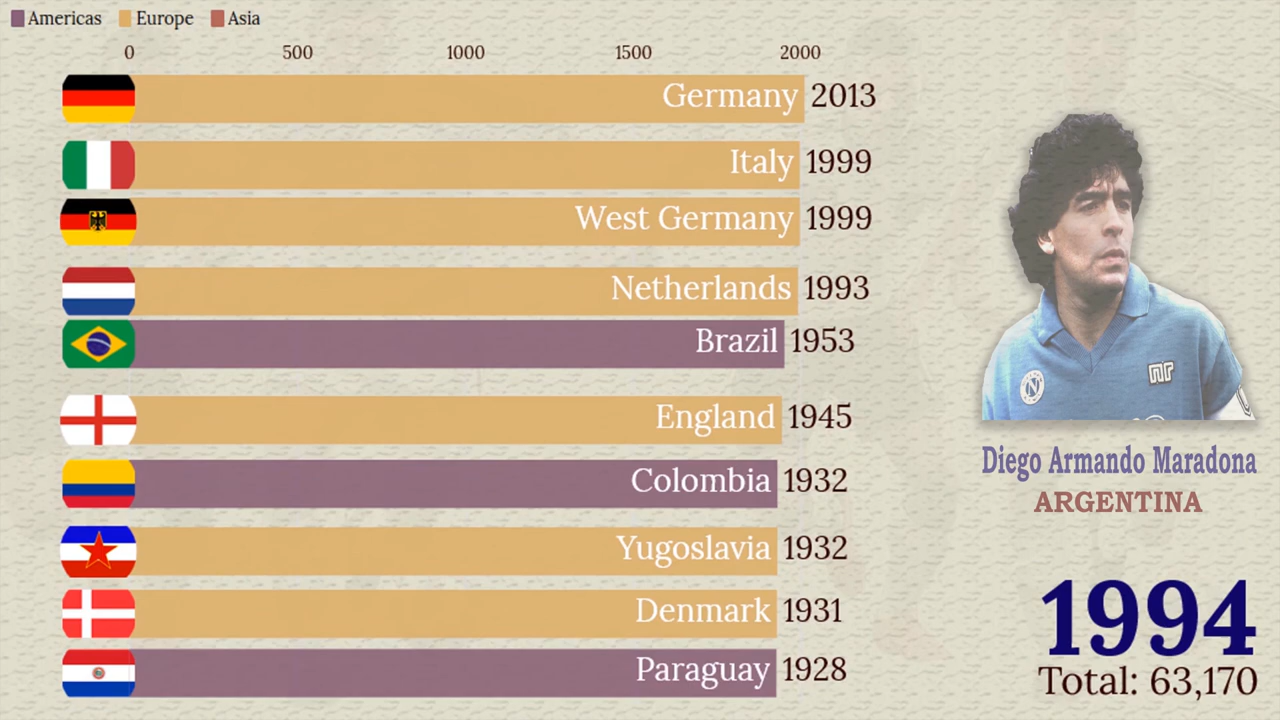 Americas Europe Asia
0 500 1000 1500 2000
Germany 2013
Italy 1999
West Germany 1999
Netherlands 1993
Brazil 1953
England 1945
Colombia 1932
Yugoslavia 1932
Denmark 1931
Paraguay 1928
N
NR
Diego Armando Maradona
ARGENTINA
1994
Total: 63,170